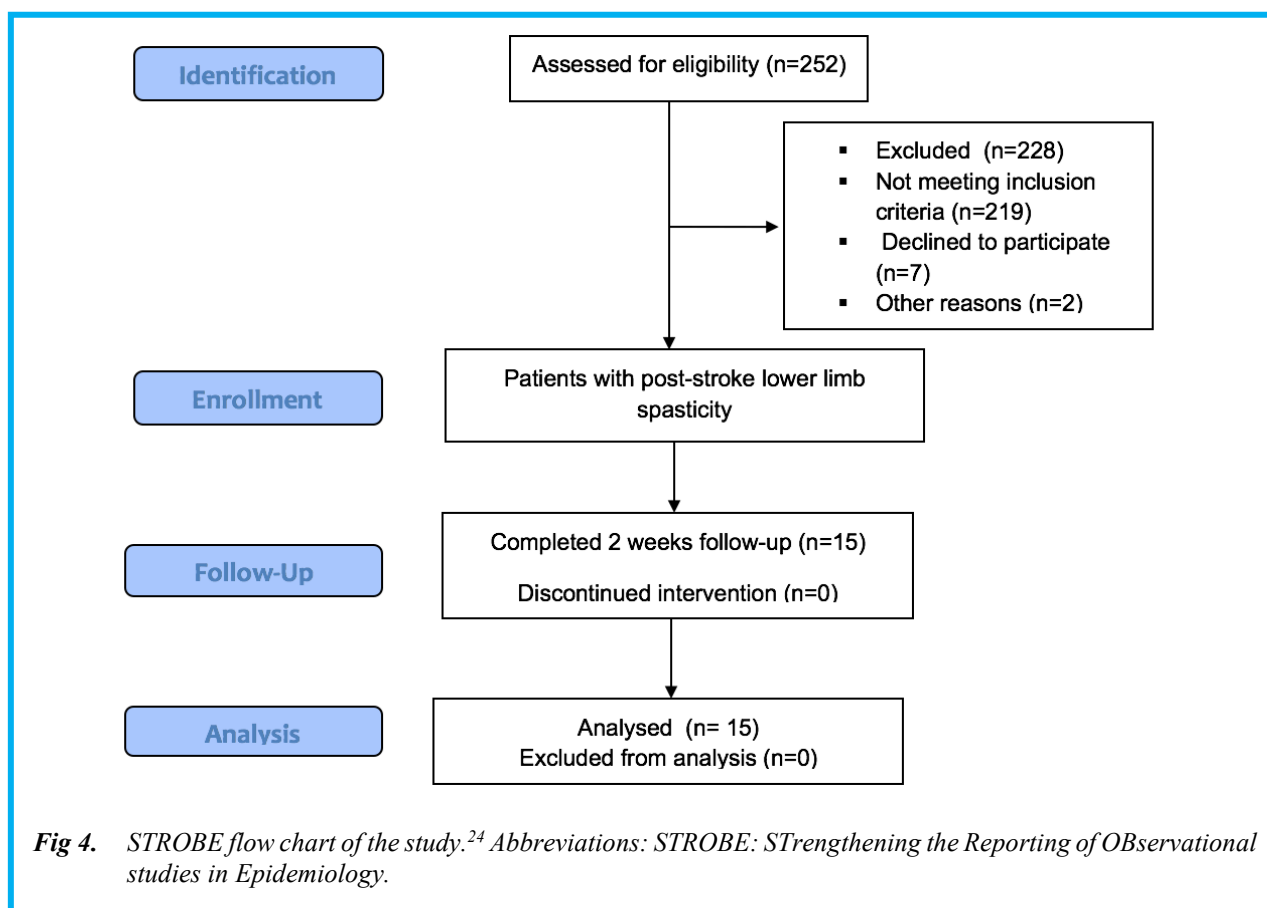 Identification
Assessed for eligibility (n=252)
▪ Excluded (n=228)
▪ Not meeting inclusion
criteria (n=219)
▪ Declined to participate
(n=7)
▪ Other reasons (n=2)
Enrollment
Patients with post-stroke lower limb
spasticity
Follow-Up
Completed 2 weeks follow-up (n=15)
Discontinued intervention (n=0)
Analysis
Analysed (n= 15)
Excluded from analysis (n=0)
Fig 4. STROBE flow chart of the study.24 Abbreviations: STROBE: STrengthening the Reporting of OBservational
studies in Epidemiology.